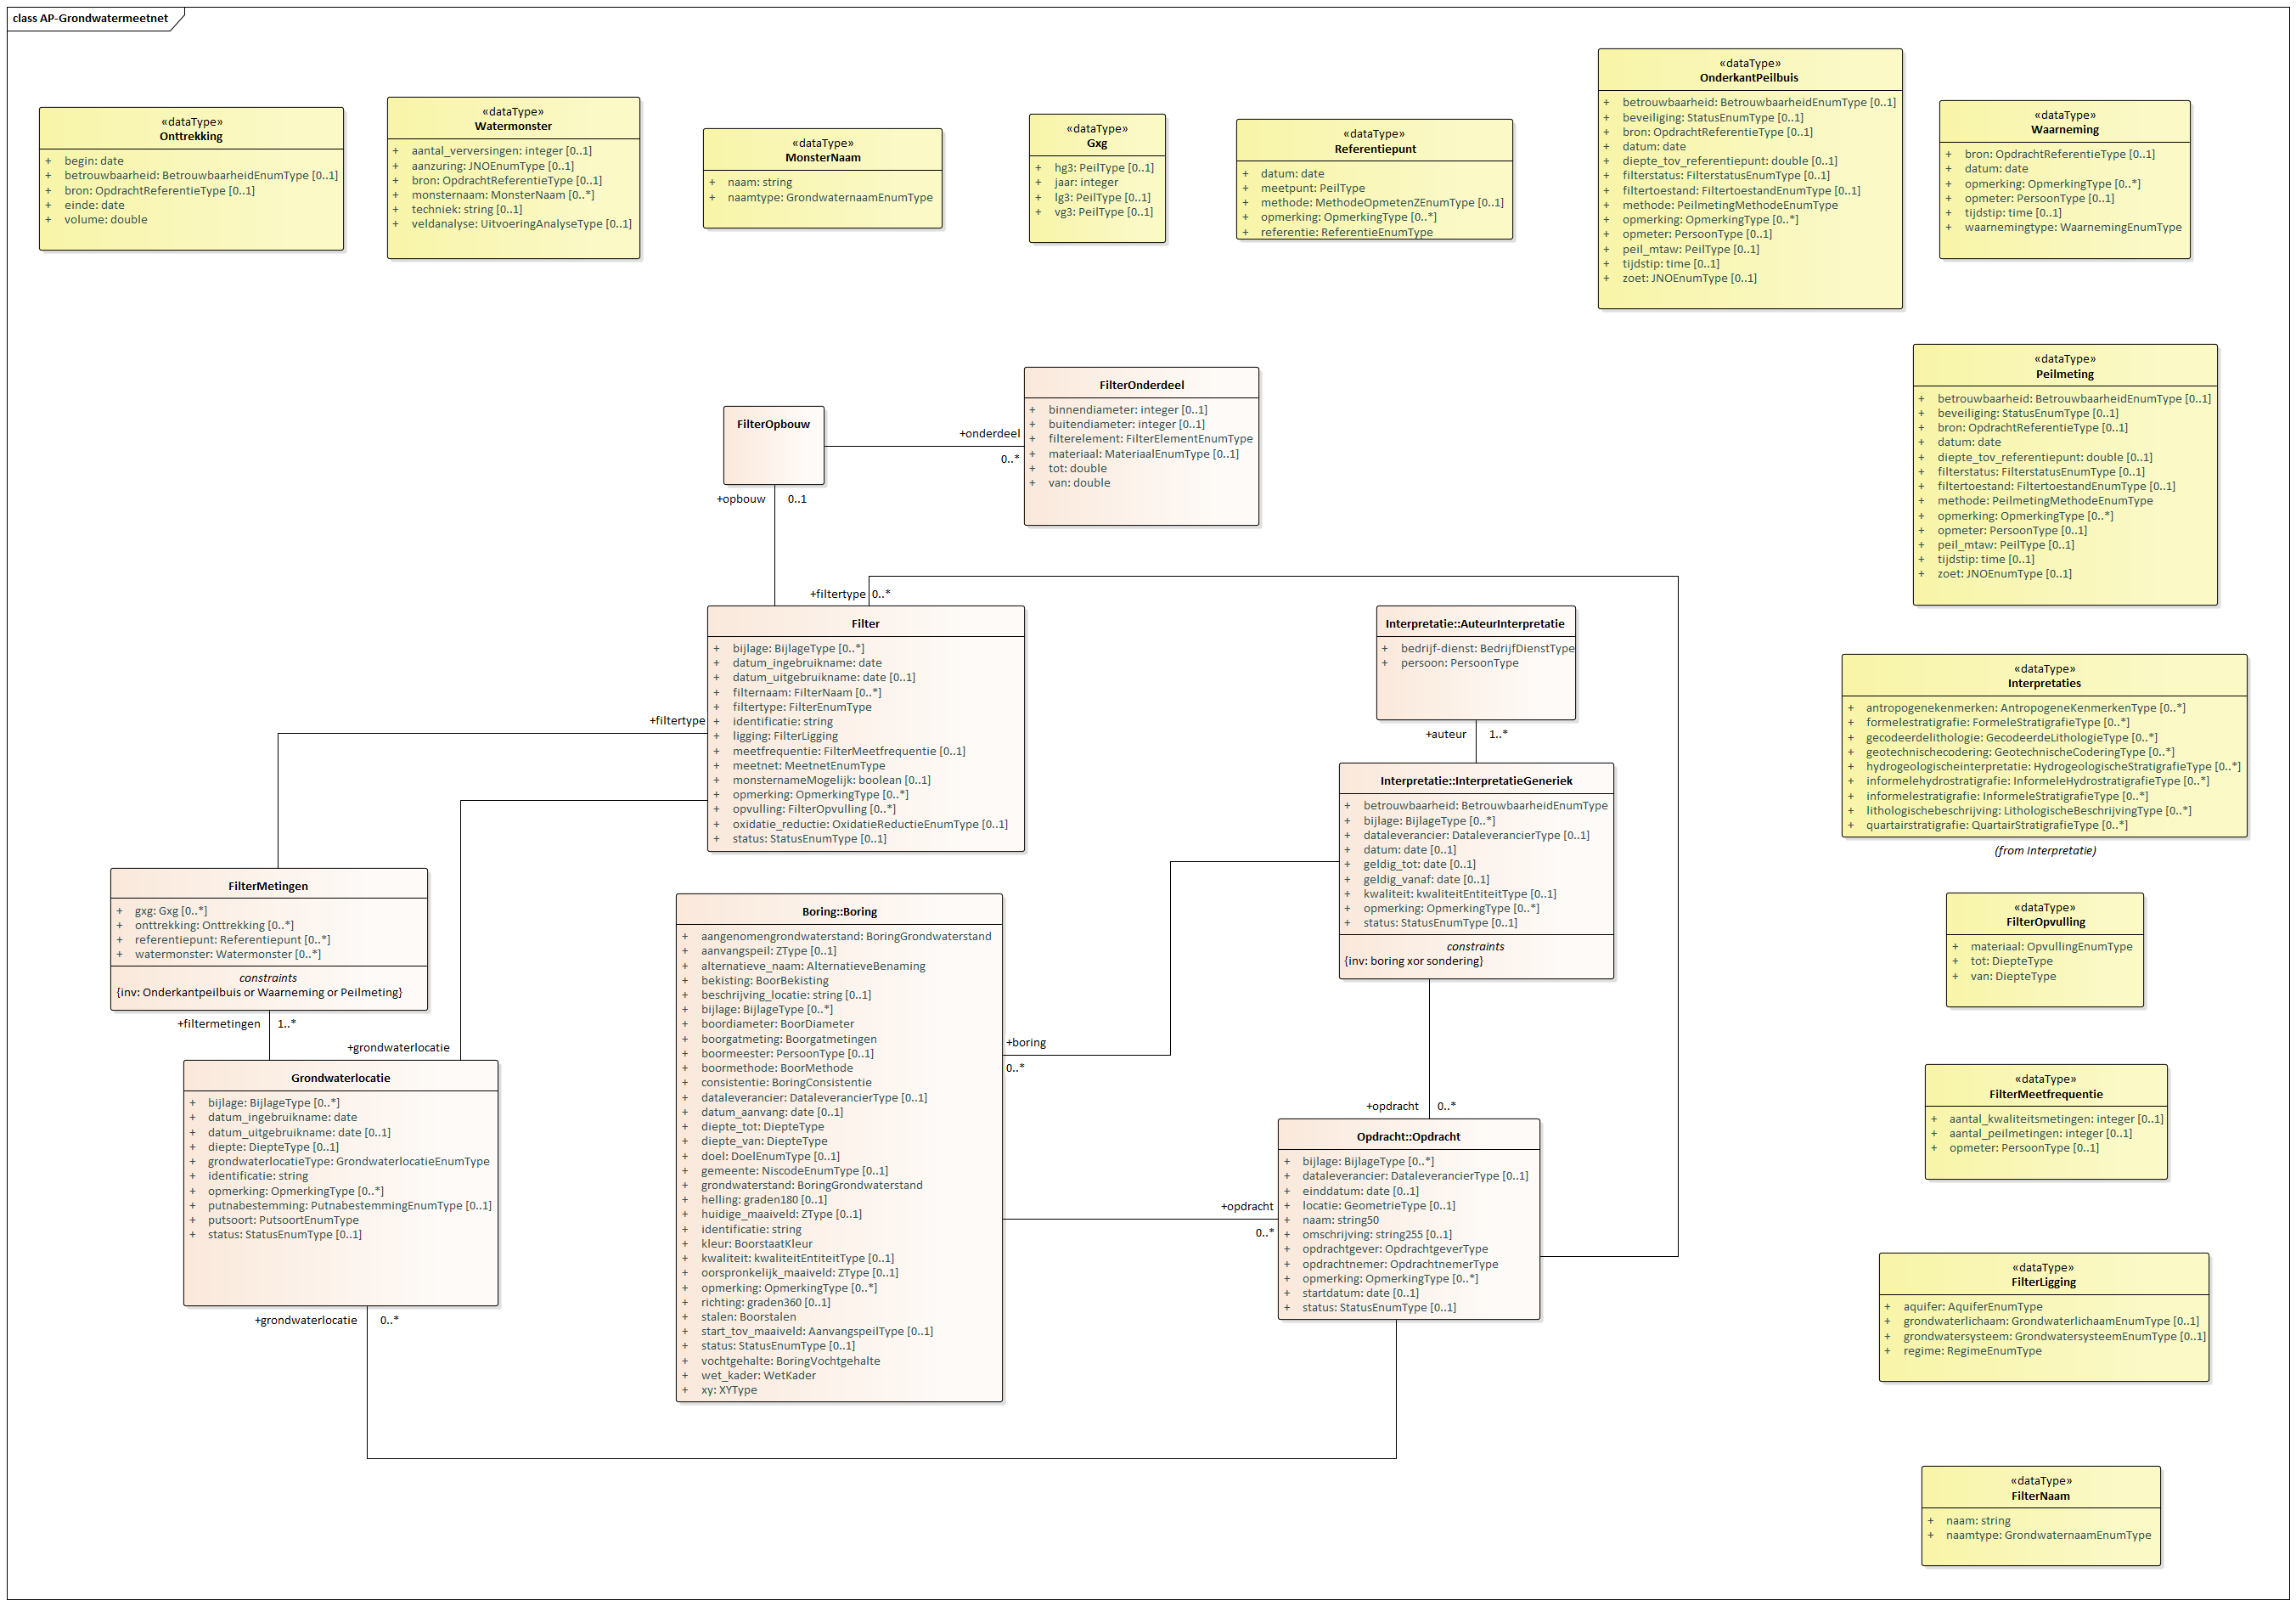 class AP-Grondwatermeetnet
«dataType»
Onttrekking
+ begin: date
+ betrouwbaarheid: BetrouwbaarheidEnumType [0..1]
+ bron: OpdrachtReferentieType [0..1]
+ einde: date
+ volume: double
«dataType»
Watermonster
+ aantal_verversingen: integer [0..1]
+ aanzuring: JNOEnumType [0..1]
+ bron: OpdrachtReferentieType [0..1]
+ monsternaam: MonsterNaam [0..*]
+ techniek: string [0..1]
+ veldanalyse: UitvoeringAnalyseType [0..1]
«dataType»
MonsterNaam
+ naam: string
+ naamtype: GrondwaternaamEnumType
«dataType»
Gxg
+ hg3: PeilType [0..1]
+ jaar: integer
+ lg3: PeilType [0..1]
+ vg3: PeilType [0..1]
«dataType»
Referentiepunt
+ datum: date
+ meetpunt: PeilType
+ methode: MethodeOpmetenZEnumType [0..1]
+ opmerking: OpmerkingType [0..*]
+ referentie: ReferentieEnumType
«dataType»
OnderkantPeilbuis
+ betrouwbaarheid: BetrouwbaarheidEnumType [0..1]
+ beveiliging: StatusEnumType [0..1]
+ bron: OpdrachtReferentieType [0..1]
+ datum: date
+ diepte_tov_referentiepunt: double [0..1]
+ filterstatus: FilterstatusEnumType [0..1]
+ filtertoestand: FiltertoestandEnumType [0..1]
+ methode: PeilmetingMethodeEnumType
+ opmerking: OpmerkingType [0..*]
+ opmeter: PersoonType [0..1]
+ peil_mtaw: PeilType [0..1]
+ tijdstip: time [0..1]
+ zoet: JNOEnumType [0..1]
«dataType»
Waarneming
+ bron: OpdrachtReferentieType [0..1]
+ datum: date
+ opmerking: OpmerkingType [0..*]
+ opmeter: PersoonType [0..1]
+ tijdstip: time [0..1]
+ waarnemingtype: WaarnemingEnumType
«dataType»
Peilmeting
+ betrouwbaarheid: BetrouwbaarheidEnumType [0..1]
+ beveiliging: StatusEnumType [0..1]
+ bron: OpdrachtReferentieType [0..1]
+ datum: date
+ diepte_tov_referentiepunt: double [0..1]
+ filterstatus: FilterstatusEnumType [0..1]
+ filtertoestand: FiltertoestandEnumType [0..1]
+ methode: PeilmetingMethodeEnumType
+ opmerking: OpmerkingType [0..*]
+ opmeter: PersoonType [0..1]
+ peil_mtaw: PeilType [0..1]
+ tijdstip: time [0..1]
+ zoet: JNOEnumType [0..1]
FilterOpbouw
+onderdeel
0..*
FilterOnderdeel
+ binnendiameter: integer [0..1]
+ buitendiameter: integer [0..1]
+ filterelement: FilterElementEnumType
+ materiaal: MateriaalEnumType [0..1]
+ tot: double
+ van: double
+opbouw 0..1
+filtertype 0..*
Filter
+ bijlage: BijlageType [0..*]
+ datum_ingebruikname: date
+ datum_uitgebruikname: date [0..1]
+ filternaam: FilterNaam [0..*]
+ filtertype: FilterEnumType
+ identificatie: string
+ ligging: FilterLigging
+ meetfrequentie: FilterMeetfrequentie [0..1]
+ meetnet: MeetnetEnumType
+ monsternameMogelijk: boolean [0..1]
+ opmerking: OpmerkingType [0..*]
+ opvulling: FilterOpvulling [0..*]
+ oxidatie_reductie: OxidatieReductieEnumType [0..1]
+ status: StatusEnumType [0..1]
+filtertype
Interpretatie::AuteurInterpretatie
+ bedrijf-dienst: BedrijfDienstType
+ persoon: PersoonType
+auteur 1..*
Interpretatie::InterpretatieGeneriek
+ betrouwbaarheid: BetrouwbaarheidEnumType
+ bijlage: BijlageType [0..*]
+ dataleverancier: DataleverancierType [0..1]
+ datum: date [0..1]
+ geldig_tot: date [0..1]
+ geldig_vanaf: date [0..1]
+ kwaliteit: kwaliteitEntiteitType [0..1]
+ opmerking: OpmerkingType [0..*]
+ status: StatusEnumType [0..1]
constraints
{inv: boring xor sondering}
«dataType»
Interpretaties
+ antropogenekenmerken: AntropogeneKenmerkenType [0..*]
+ formelestratigrafie: FormeleStratigrafieType [0..*]
+ gecodeerdelithologie: GecodeerdeLithologieType [0..*]
+ geotechnischecodering: GeotechnischeCoderingType [0..*]
+ hydrogeologischeinterpretatie: HydrogeologischeStratigrafieType [0..*]
+ informelehydrostratigrafie: InformeleHydrostratigrafieType [0..*]
+ informelestratigrafie: InformeleStratigrafieType [0..*]
+ lithologischebeschrijving: LithologischeBeschrijvingType [0..*]
+ quartairstratigrafie: QuartairStratigrafieType [0..*]
(from Interpretatie)
FilterMetingen
+ gxg: Gxg [0..*]
+ onttrekking: Onttrekking [0..*]
+ referentiepunt: Referentiepunt [0..*]
+ watermonster: Watermonster [0..*]
constraints
{inv: Onderkantpeilbuis or Waarneming or Peilmeting}
+filtermetingen 1..*
+grondwaterlocatie
Grondwaterlocatie
+ bijlage: BijlageType [0..*]
+ datum_ingebruikname: date
+ datum_uitgebruikname: date [0..1]
+ diepte: DiepteType [0..1]
+ grondwaterlocatieType: GrondwaterlocatieEnumType
+ identificatie: string
+ opmerking: OpmerkingType [0..*]
+ putnabestemming: PutnabestemmingEnumType [0..1]
+ putsoort: PutsoortEnumType
+ status: StatusEnumType [0..1]
+grondwaterlocatie 0..*
Boring::Boring
+ aangenomengrondwaterstand: BoringGrondwaterstand
+ aanvangspeil: ZType [0..1]
+ alternatieve_naam: AlternatieveBenaming
+ bekisting: BoorBekisting
+ beschrijving_locatie: string [0..1]
+ bijlage: BijlageType [0..*]
+ boordiameter: BoorDiameter
+ boorgatmeting: Boorgatmetingen
+ boormeester: PersoonType [0..1]
+ boormethode: BoorMethode
+ consistentie: BoringConsistentie
+ dataleverancier: DataleverancierType [0..1]
+ datum_aanvang: date [0..1]
+ diepte_tot: DiepteType
+ diepte_van: DiepteType
+ doel: DoelEnumType [0..1]
+ gemeente: NiscodeEnumType [0..1]
+ grondwaterstand: BoringGrondwaterstand
+ helling: graden180 [0..1]
+ huidige_maaiveld: ZType [0..1]
+ identificatie: string
+ kleur: BoorstaatKleur
+ kwaliteit: kwaliteitEntiteitType [0..1]
+ oorspronkelijk_maaiveld: ZType [0..1]
+ opmerking: OpmerkingType [0..*]
+ richting: graden360 [0..1]
+ stalen: Boorstalen
+ start_tov_maaiveld: AanvangspeilType [0..1]
+ status: StatusEnumType [0..1]
+ vochtgehalte: BoringVochtgehalte
+ wet_kader: WetKader
+ xy: XYType
+boring
0..*
+opdracht 0..*
+opdracht
0..*
Opdracht::Opdracht
+ bijlage: BijlageType [0..*]
+ dataleverancier: DataleverancierType [0..1]
+ einddatum: date [0..1]
+ locatie: GeometrieType [0..1]
+ naam: string50
+ omschrijving: string255 [0..1]
+ opdrachtgever: OpdrachtgeverType
+ opdrachtnemer: OpdrachtnemerType
+ opmerking: OpmerkingType [0..*]
+ startdatum: date [0..1]
+ status: StatusEnumType [0..1]
«dataType»
FilterOpvulling
+ materiaal: OpvullingEnumType
+ tot: DiepteType
+ van: DiepteType
«dataType»
FilterMeetfrequentie
+ aantal_kwaliteitsmetingen: integer [0..1]
+ aantal_peilmetingen: integer [0..1]
+ opmeter: PersoonType [0..1]
«dataType»
FilterLigging
+ aquifer: AquiferEnumType
+ grondwaterlichaam: GrondwaterlichaamEnumType [0..1]
+ grondwatersysteem: GrondwatersysteemEnumType [0..1]
+ regime: RegimeEnumType
«dataType»
FilterNaam
+ naam: string
+ naamtype: GrondwaternaamEnumType